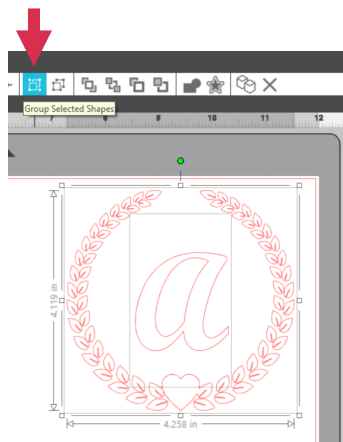 Group Selected Shapes
7 8 9 10 11 12
a
4.119 in
4.258 in